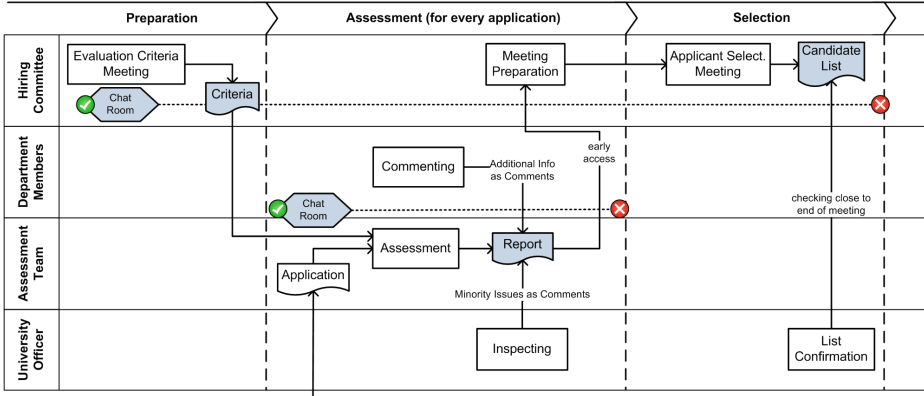 Preparation
Assessment (for every application)
Selection
Hiring
Committee
Evaluation Criteria
Meeting
Criteria
Chat
Room
Meeting
Preparation
Applicant Select.
Meeting
Candidate
List
Department
Members
Commenting
Additional Info
as Comments
early
access
Chat
Room
checking close to
end of meeting
Assessment
Team
Application
Assessment
Report
Minority Issues as Comments
University
Officer
Inspecting
List
Confirmation